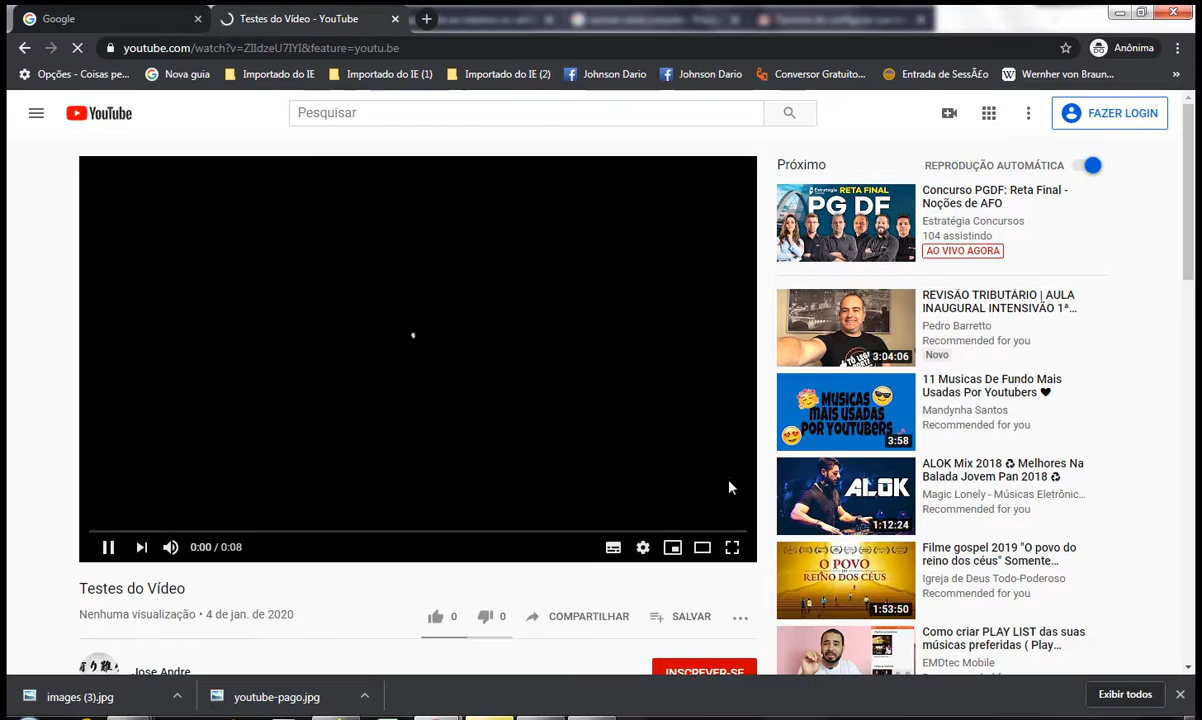 Google
Testes do Vídeo - YouTube
youtube.com/watch?v=ZIIdzeU7IYI&feature=youtu.be
Anônima
Opções - Coisas pe...
Nova guia
Importado do IE
Importado do IE (1)
Importado do IE (2)
Johnson Dario
Johnson Dario
Conversor Gratuito...
Entrada de SessÃ£o
Wernher von Braun...
YouTube
Pesquisar
FAZER LOGIN
Próximo
REPRODUÇÃO AUTOMÁTICA
Estratégia RETA FINAL
PG DF
Concurso PGDF: Reta Final -
Noções de AFO
Estratégia Concursos
104 assistindo
AO VIVO AGORA
3:04:06
REVISÃO TRIBUTÁRIO | AULA
INAUGURAL INTENSIVÃO 1ª...
Pedro Barretto
Recommended for you
Novo
MUSICAS
MAIS USADAS
POR YOUTUBERS
3:58
11 Musicas De Fundo Mais
Usadas Por Youtubers ♥
Mandynha Santos
Recommended for you
ALOK
1:12:24
ALOK Mix 2018 ♻ Melhores Na
Balada Jovem Pan 2018 ♻
Magic Lonely - Músicas Eletrônic...
Recommended for you
O POVO
DO
REINO DOS CÉUS
1:53:50
Filme gospel 2019 "O povo do
reino dos céus" Somente...
Igreja de Deus Todo-Poderoso
Recommended for you
Como criar PLAY LIST das suas
músicas preferidas ( Play...
EMDtec Mobile
Recommended for you
0:00 / 0:08
Testes do Vídeo
Nenhuma visualização • 4 de jan. de 2020
0
0
COMPARTILHAR
SALVAR
Jose Andre
INSCREVER-SE
images (3).jpg
youtube-pago.jpg
Exibir todos